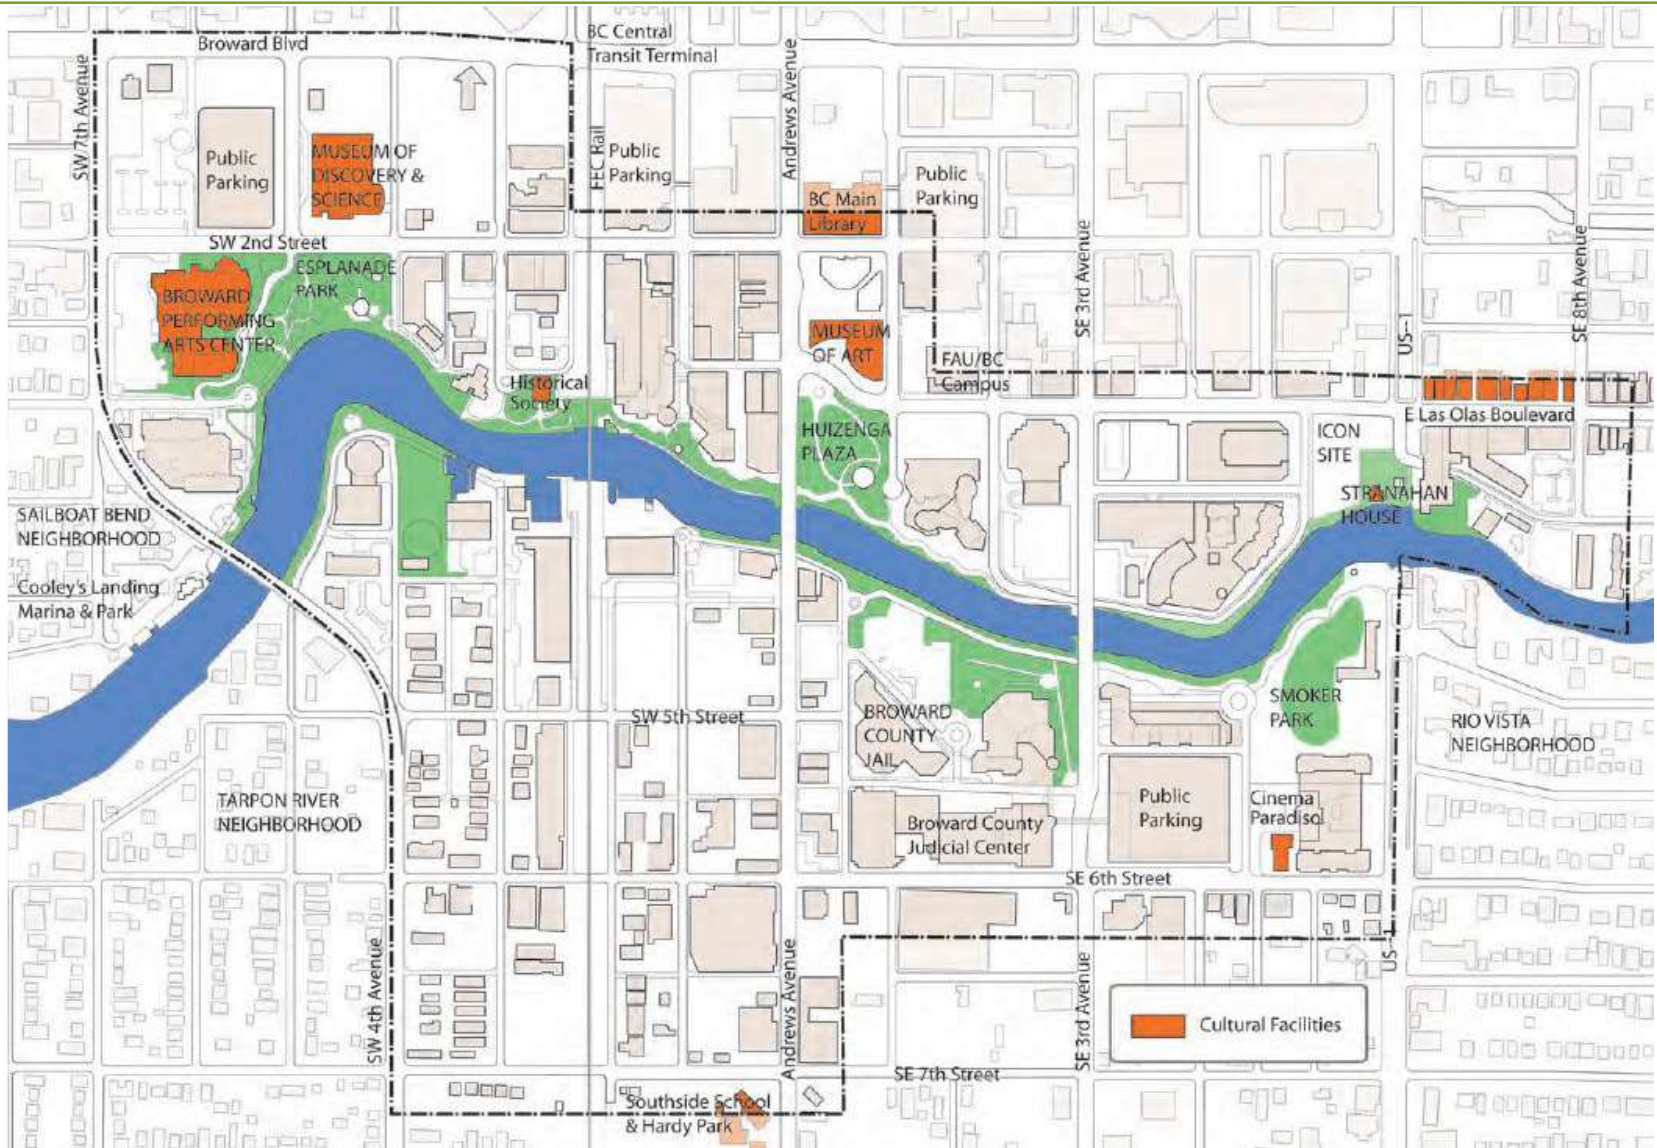 BC Central
Transit Terminal
Broward Blvd
SW 7th Avenue
Andrews Avenue
FEC Rail
Public
Parking
MUSEUM OF
DISCOVERY &
SCIENCE
Public
Parking
BC Main
Library
Public
Parking
SW 2nd Street
SE 3rd Avenue
SE 8th Avenue
US-1
ESPLANADE
PARK
BROWARD
PERFORMING
ARTS CENTER
MUSEUM
OF ART
FAU/BC
Campus
Historical
Society
E Las Olas Boulevard
HUIZENGA
PLAZA
ICON
SITE
STRANAHAN
HOUSE
SAILBOAT BEND
NEIGHBORHOOD
Cooley's Landing
Marina & Park
SMOKER
PARK
BROWARD
COUNTY
JAIL
SW 5th Street
RIO VISTA
NEIGHBORHOOD
TARPON RIVER
NEIGHBORHOOD
Public
Parking
Cinema
Paradiso
Broward County
Judicial Center
SE 6th Street
SW 4th Avenue
Andrews Avenue
SE 3rd Avenue
US-1
Cultural Facilities
SE 7th Street
Southside School
& Hardy Park